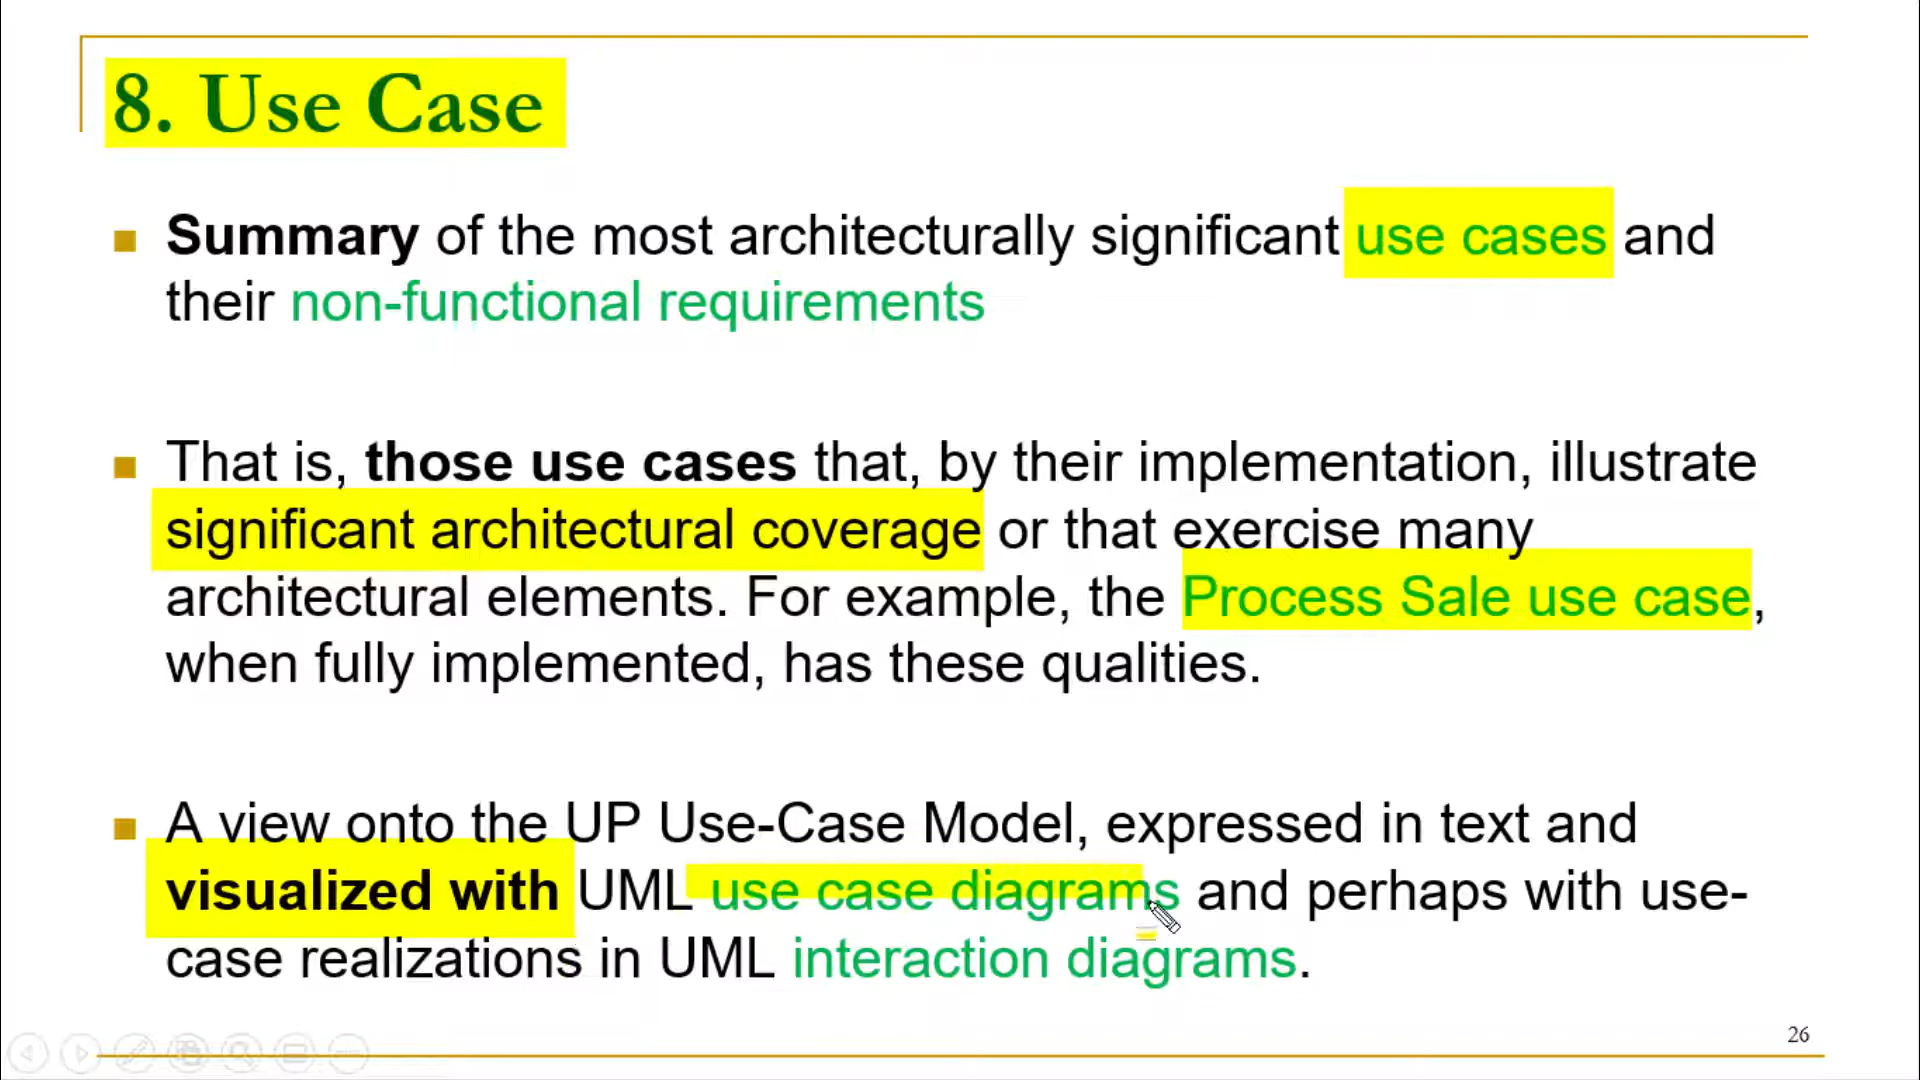 8. Use Case
Summary of the most architecturally significant use cases and
their non-functional requirements
That is, those use cases that, by their implementation, illustrate
significant architectural coverage or that exercise many
architectural elements. For example, the Process Sale use case,
when fully implemented, has these qualities.
A view onto the UP Use-Case Model, expressed in text and
visualized with UML use case diagrams and perhaps with use-
case realizations in UML interaction diagrams.
26